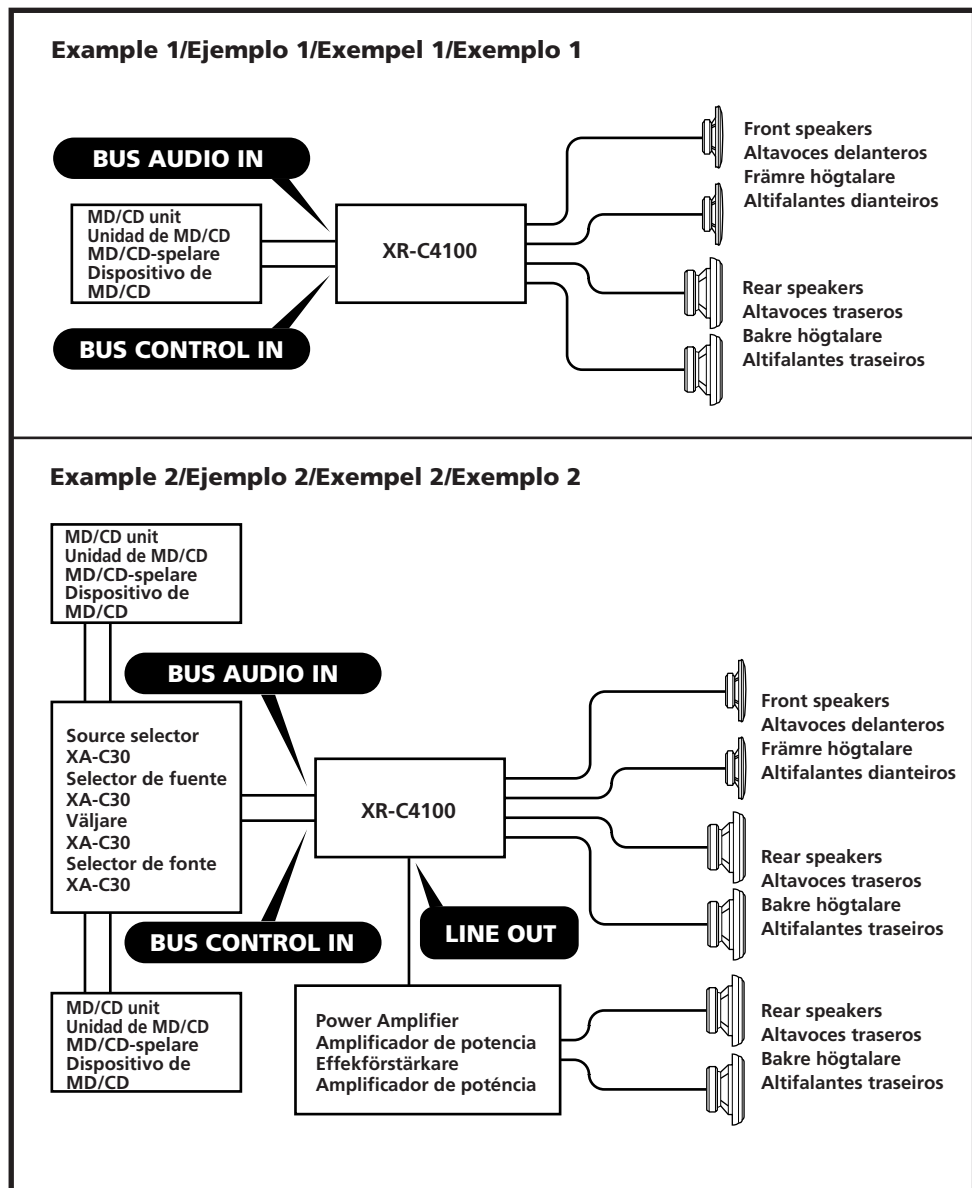 Example 1/Ejemplo 1/Exempel 1/Exemplo 1
BUS AUDIO IN
MD/CD unit
Unidad de MD/CD
MD/CD-spelare
Dispositivo de
MD/CD
BUS CONTROL IN
XR-C4100
Front speakers
Altavoces delanteros
Främre högtalare
Altifalantes dianteiros
Rear speakers
Altavoces traseros
Bakre högtalare
Altifalantes traseiros
Example 2/Ejemplo 2/Exempel 2/Exemplo 2
MD/CD unit
Unidad de MD/CD
MD/CD-spelare
Dispositivo de
MD/CD
BUS AUDIO IN
Source selector
XA-C30
Selector de fuente
XA-C30
Väljare
XA-C30
Selector de fonte
XA-C30
XR-C4100
BUS CONTROL IN
LINE OUT
Front speakers
Altavoces delanteros
Främre högtalare
Altifalantes dianteiros
Rear speakers
Altavoces traseros
Bakre högtalare
Altifalantes traseiros
MD/CD unit
Unidad de MD/CD
MD/CD-spelare
Dispositivo de
MD/CD
Power Amplifier
Amplificador de potencia
Effekförstärkare
Amplificador de poténcia
Rear speakers
Altavoces traseros
Bakre högtalare
Altifalantes traseiros